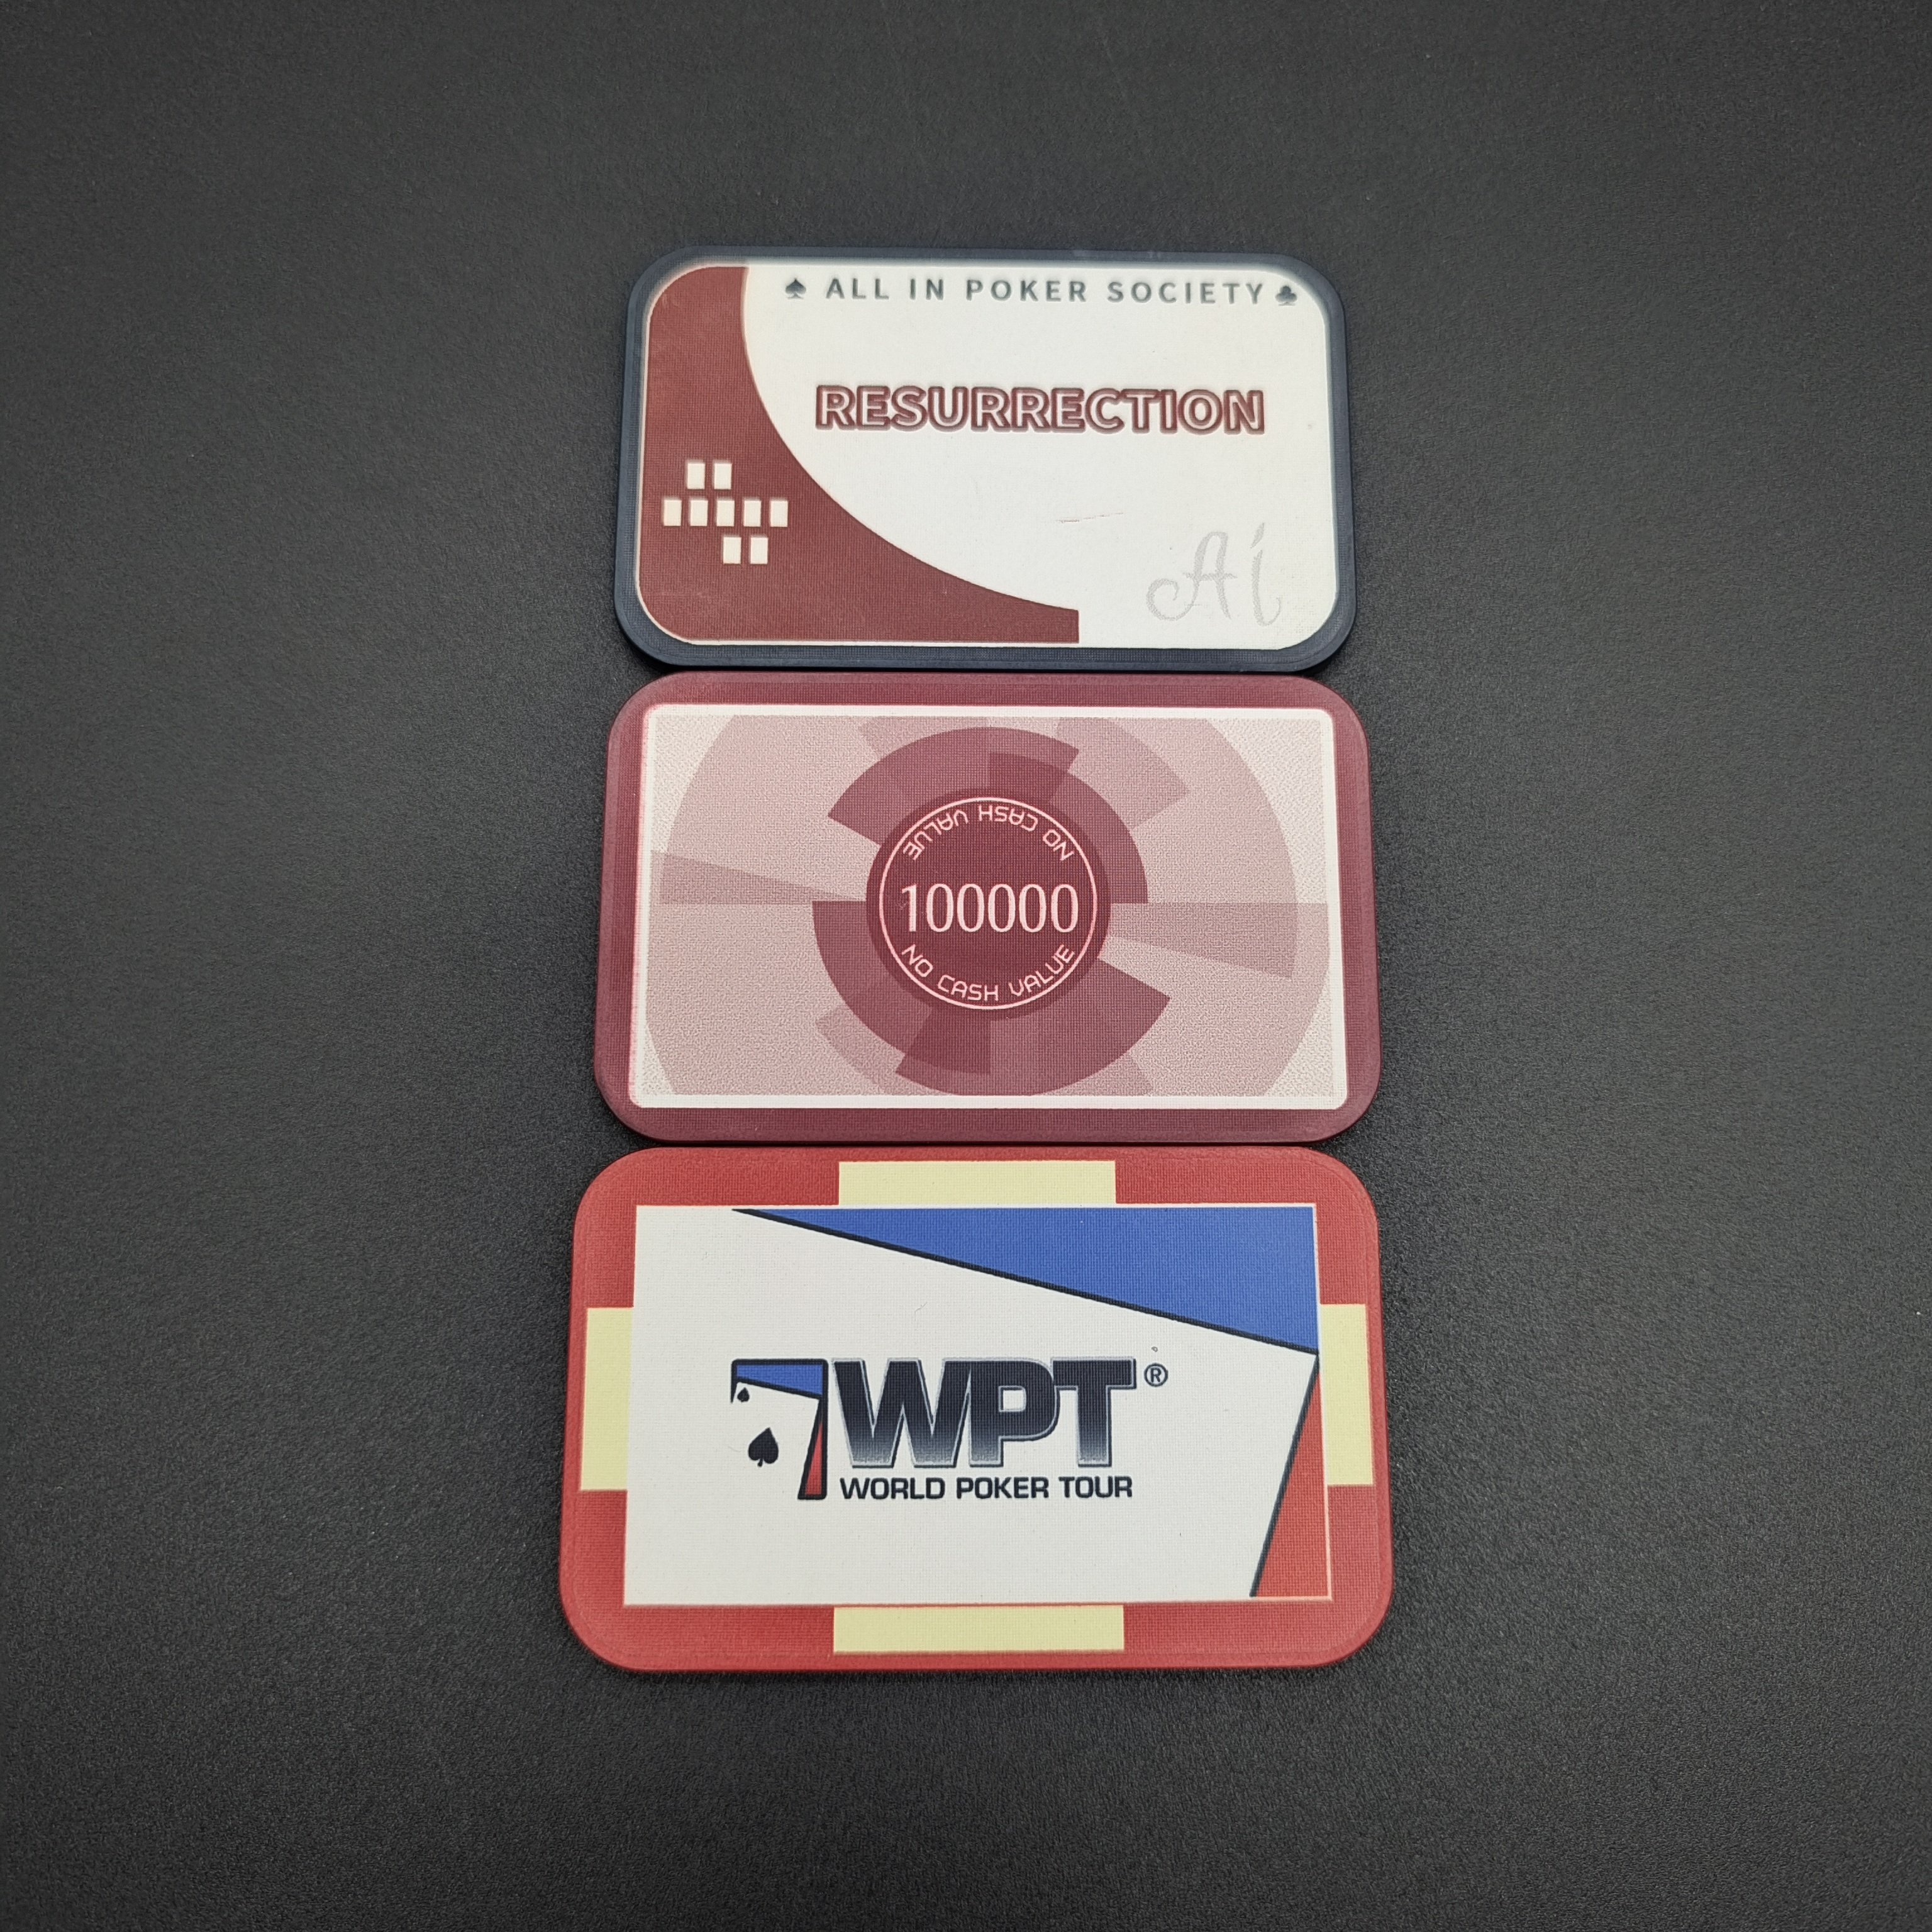 ♠ ALL IN POKER SOCIETY ♣
RESURRECTION
Ai
NO CASH VALUE
100000
NO CASH VALUE
WPT®
WORLD POKER TOUR